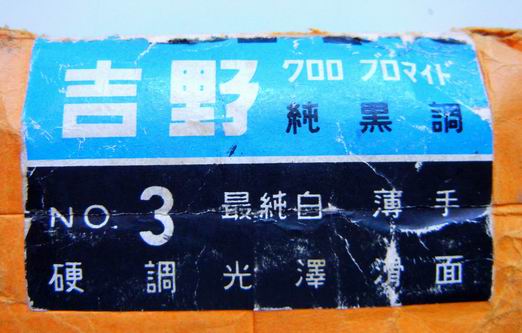 吉野 クロロ ブロマイド
純黒調
NO. 3 最純白 薄手
硬調 光澤 滑面